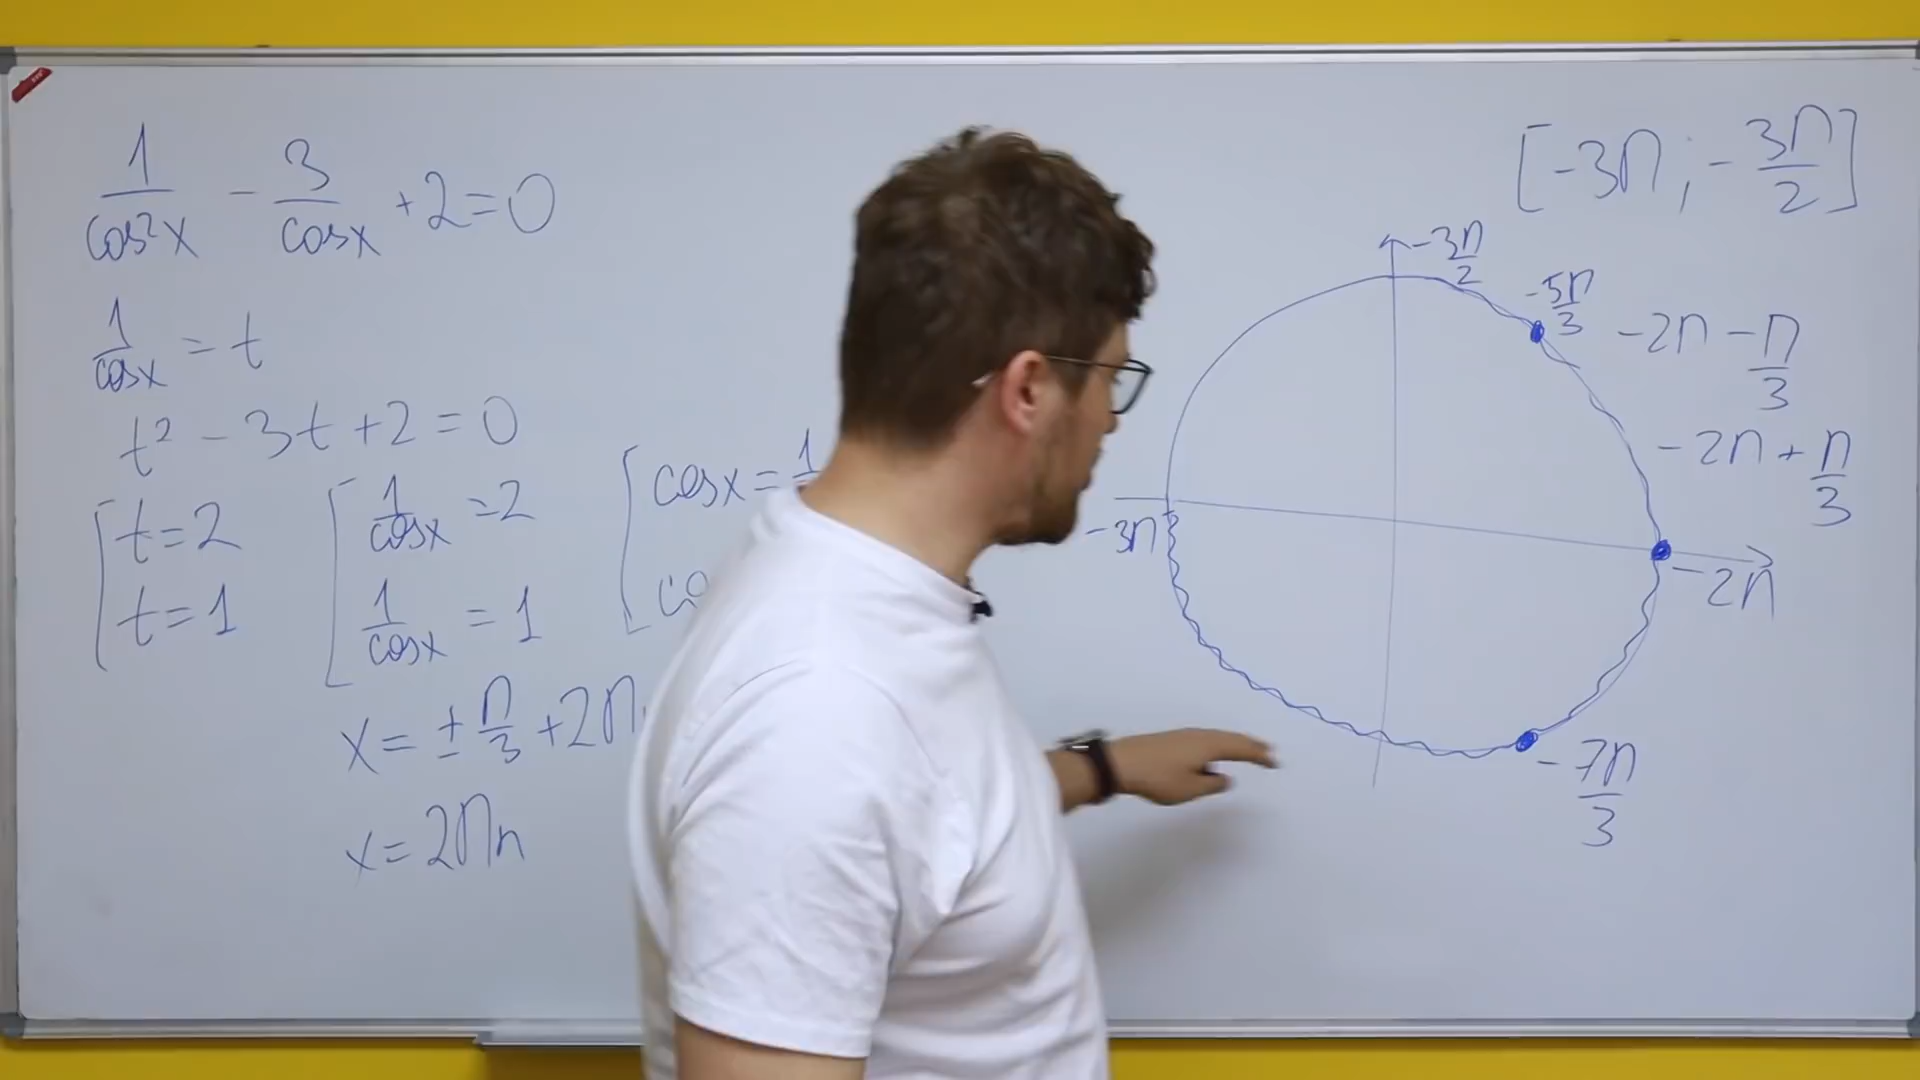 1/cos²x - 3/cosx + 2 = 0
1/cosx = t
t² - 3t + 2 = 0
t = 2
t = 1
1/cosx = 2
1/cosx = 1
cosx = 1
co
x = ± π/3 + 2π
x = 2πn
[-3π; -3π/2]
-3π/2
-5π/3
-2π - π/3
-2π + π/3
-3π
-2π
-7π/3